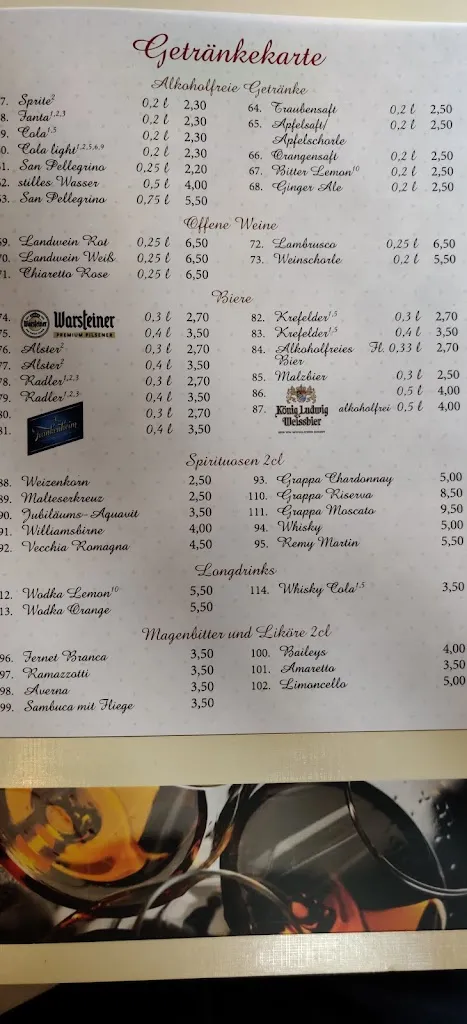 Getränkekarte
Alkoholfreie Getränke
7. Sprite² 0,2 l 2,30
8. Fanta¹,²,³ 0,2 l 2,30
9. Cola¹,⁵ 0,2 l 2,30
0. Cola light¹,²,⁵,⁶,⁹ 0,2 l 2,30
61. San Pellegrino 0,25 l 2,20
62. stilles Wasser 0,5 l 4,00
63. San Pellegrino 0,75 l 5,50
64. Traubensaft 0,2 l 2,50
65. Apfelsaft/ 0,2 l 2,50
Apfelschorle
66. Orangensaft 0,2 l 2,50
67. Bitter Lemon¹⁰ 0,2 l 2,50
68. Ginger Ale 0,2 l 2,50
Offene Weine
69. Landwein Rot 0,25 l 6,50
70. Landwein Weiß 0,25 l 6,50
71. Chiaretto Rose 0,25 l 6,50
72. Lambrusco 0,25 l 6,50
73. Weinschorle 0,2 l 5,50
Biere
74. Warsteiner 0,3 l 2,70
PREMIUM PILSENER
75. 0,4 l 3,50
76. Alster² 0,3 l 2,70
77. Alster² 0,4 l 3,50
78. Radler¹,²,³ 0,3 l 2,70
79. Radler¹,²,³ 0,4 l 3,50
80. 0,3 l 2,70
Frankenheim
81. 0,4 l 3,50
82. Krefelder¹,⁵ 0,3 l 2,70
83. Krefelder¹,⁵ 0,4 l 3,50
84. Alkoholfreies Fl. 0,33 l 2,70
Bier
85. Malzbier 0,3 l 2,50
86. 0,5 l 4,00
87. König Ludwig alkoholfrei 0,5 l 4,00
Weissbier
Spirituosen 2cl
88. Weizenkorn 2,50
89. Malteserkreuz 2,50
90. Jubiläums-Aquavit 3,50
91. Williamsbirne 4,00
92. Vecchia Romagna 4,50
93. Grappa Chardonnay 5,00
110. Grappa Riserva 8,50
111. Grappa Moscato 9,50
94. Whisky 5,00
95. Remy Martin 5,50
Longdrinks
12. Wodka Lemon¹⁰ 5,50
13. Wodka Orange 5,50
114. Whisky Cola¹,⁵ 3,50
Magenbitter und Liköre 2cl
96. Fernet Branca 3,50
97. Ramazzotti 3,50
98. Averna 3,50
99. Sambuca mit Fliege 3,50
100. Baileys 4,00
101. Amaretto 3,50
102. Limoncello 5,00